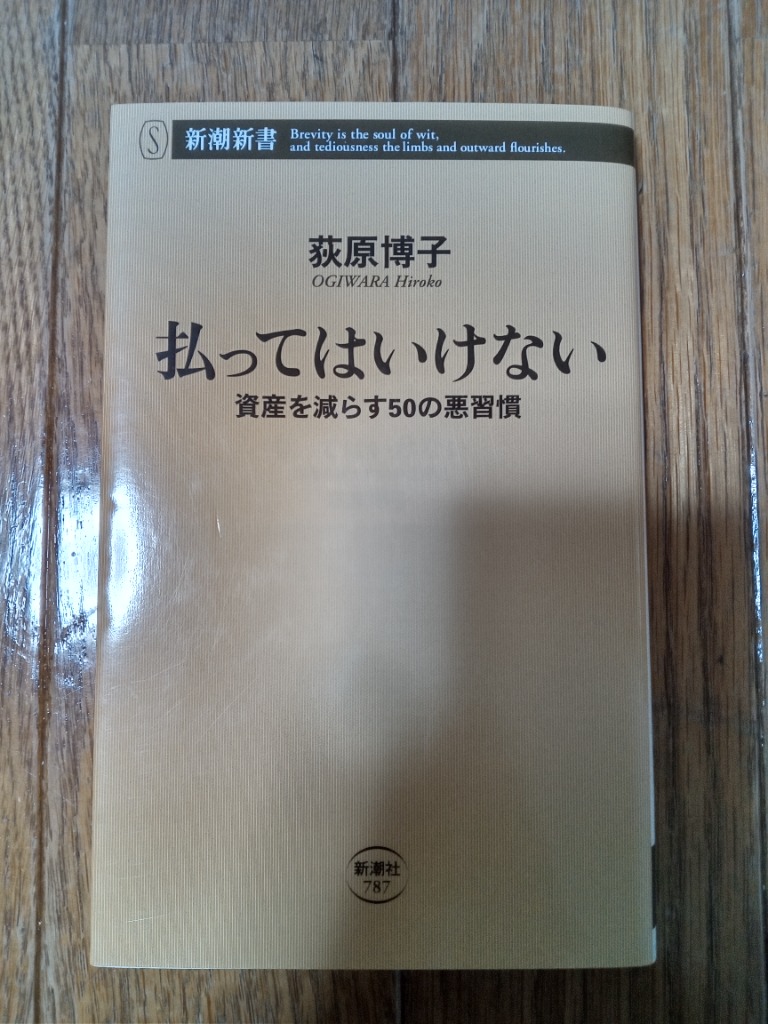 S 新潮新書 Brevity is the soul of wit,
and tediousness the limbs and outward flourishes.
荻原博子
OGIWARA Hiroko
払ってはいけない
資産を減らす50の悪習慣
新潮社
787